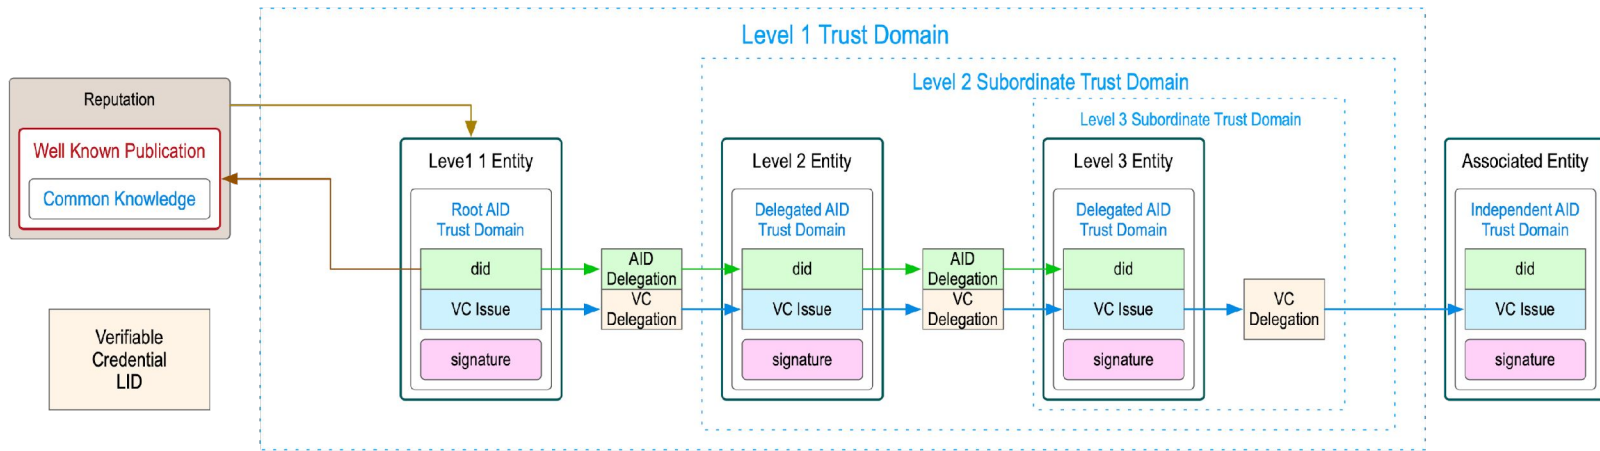 Level 1 Trust Domain
Level 2 Subordinate Trust Domain
Level 3 Subordinate Trust Domain
Reputation
Well Known Publication
Common Knowledge
Verifiable
Credential
LID
Leve1 1 Entity
Root AID
Trust Domain
did
VC Issue
signature
AID
Delegation
VC
Delegation
Level 2 Entity
Delegated AID
Trust Domain
did
VC Issue
signature
AID
Delegation
VC
Delegation
Level 3 Entity
Delegated AID
Trust Domain
did
VC Issue
signature
VC
Delegation
Associated Entity
Independent AID
Trust Domain
did
VC Issue
signature